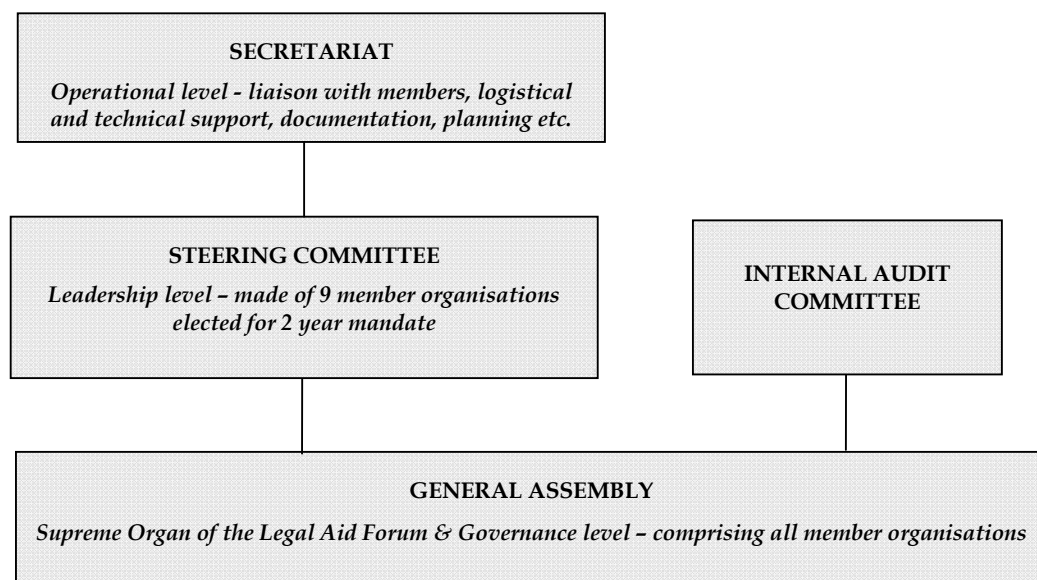 SECRETARIAT
Operational level - liaison with members, logistical
and technical support, documentation, planning etc.
STEERING COMMITTEE
Leadership level – made of 9 member organisations
elected for 2 year mandate
INTERNAL AUDIT
COMMITTEE
GENERAL ASSEMBLY
Supreme Organ of the Legal Aid Forum & Governance level – comprising all member organisations